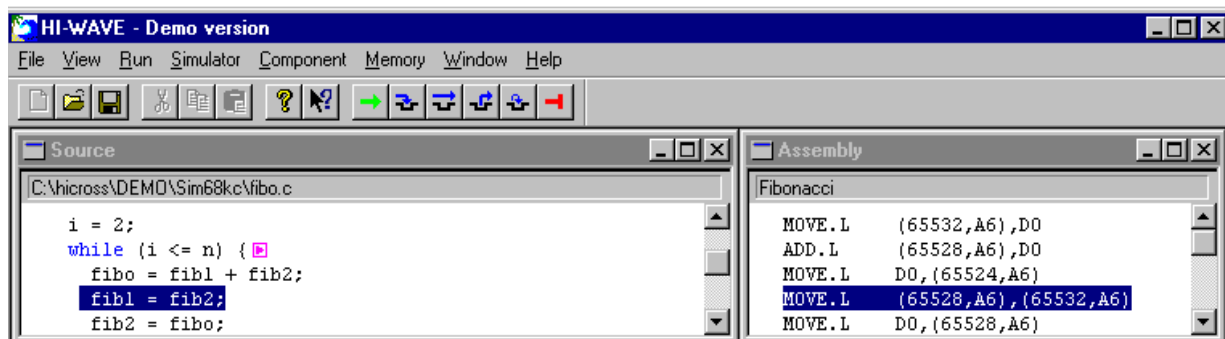 HI-WAVE - Demo version
File View Run Simulator Component Memory Window Help
Source
C:\hicross\DEMO\Sim68kc\fibo.c
i = 2;
while (i <= n) {
fibo = fib1 + fib2;
fib1 = fib2;
fib2 = fibo;
Assembly
Fibonacci
MOVE.L (65532,A6),D0
ADD.L (65528,A6),D0
MOVE.L D0,(65524,A6)
MOVE.L (65528,A6),(65532,A6)
MOVE.L D0,(65528,A6)